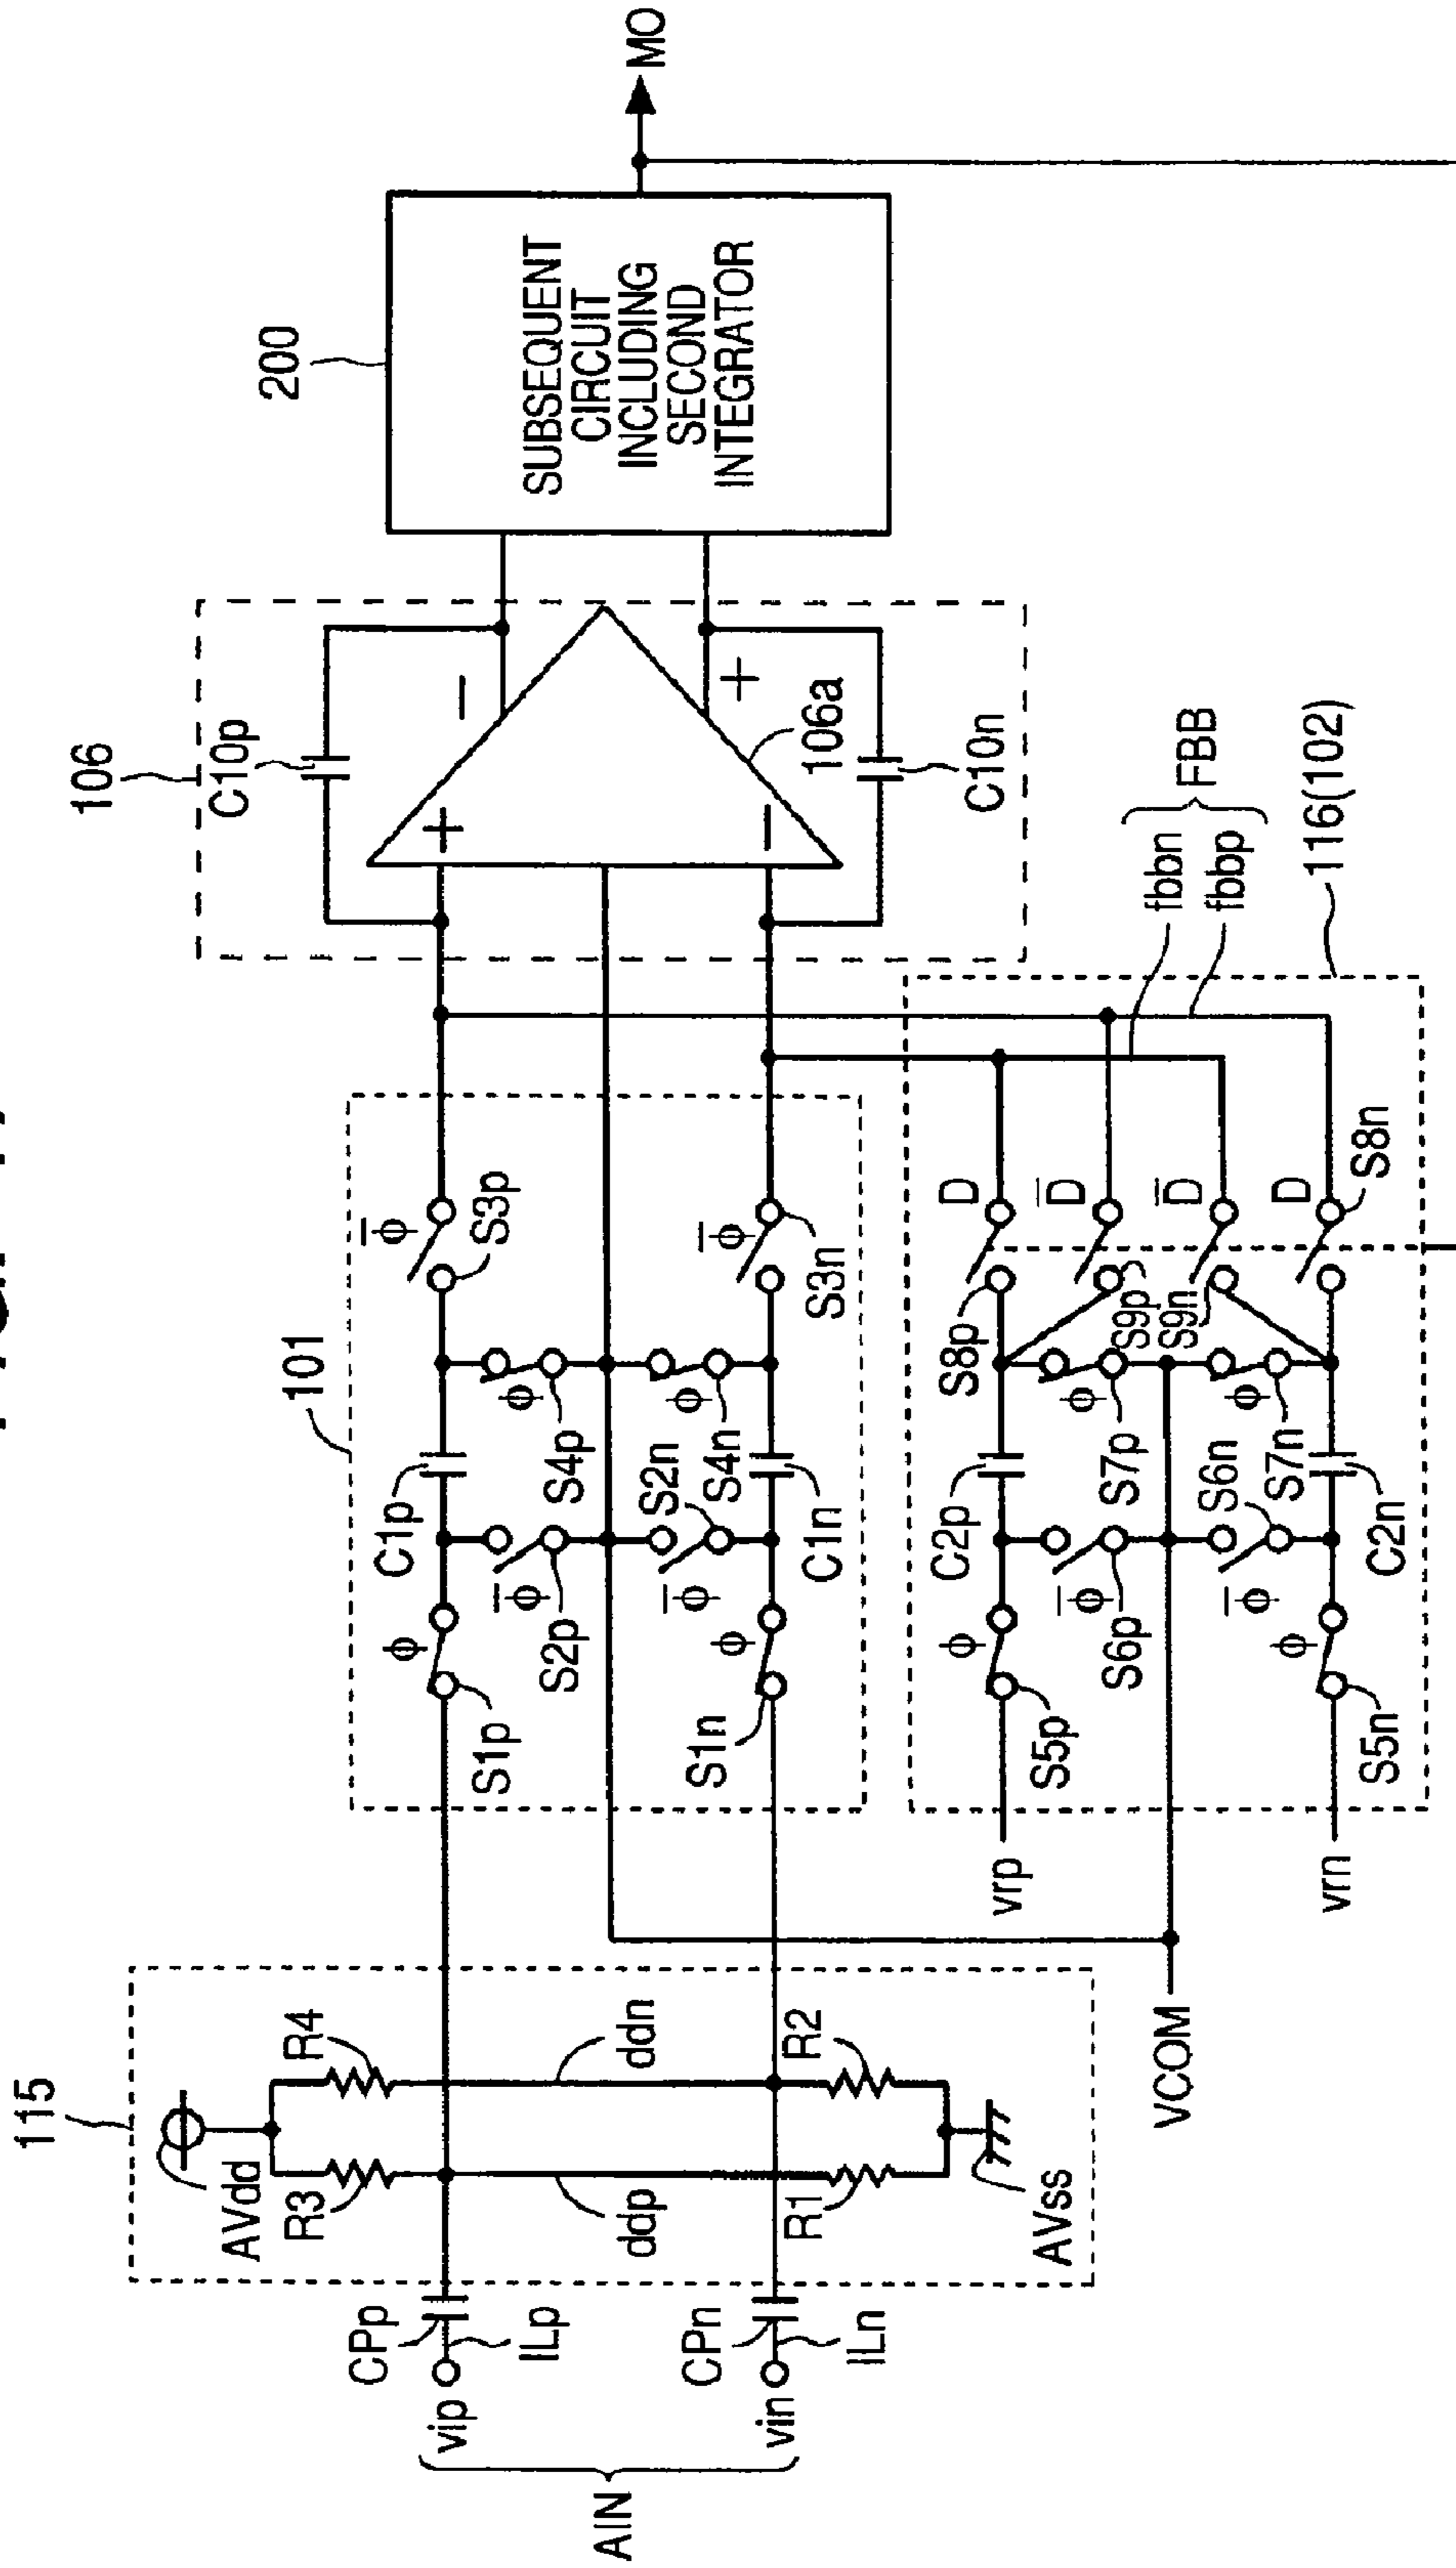 115
AVdd
R3
R4
ddp
ddn
R1
R2
AVss
CPp
ILp
vip
CPn
ILn
vin
AIN
VCOM
101
S1p
ϕ
S2p
ϕ̅
C1p
S4p
ϕ
S3p
ϕ̅
S1n
ϕ
S2n
ϕ̅
C1n
S4n
ϕ
S3n
ϕ̅
106
C10p
+
−
106a
−
+
C10n
200
SUBSEQUENT
CIRCUIT
INCLUDING
SECOND
INTEGRATOR
MO
vrp
S5p
ϕ
S6p
ϕ̅
C2p
S7p
ϕ
S8p
D
S9p
D̅
vrn
S5n
ϕ
S6n
ϕ̅
C2n
S7n
ϕ
S9n
D̅
S8n
D
fbbn
fbbp
FBB
116(102)